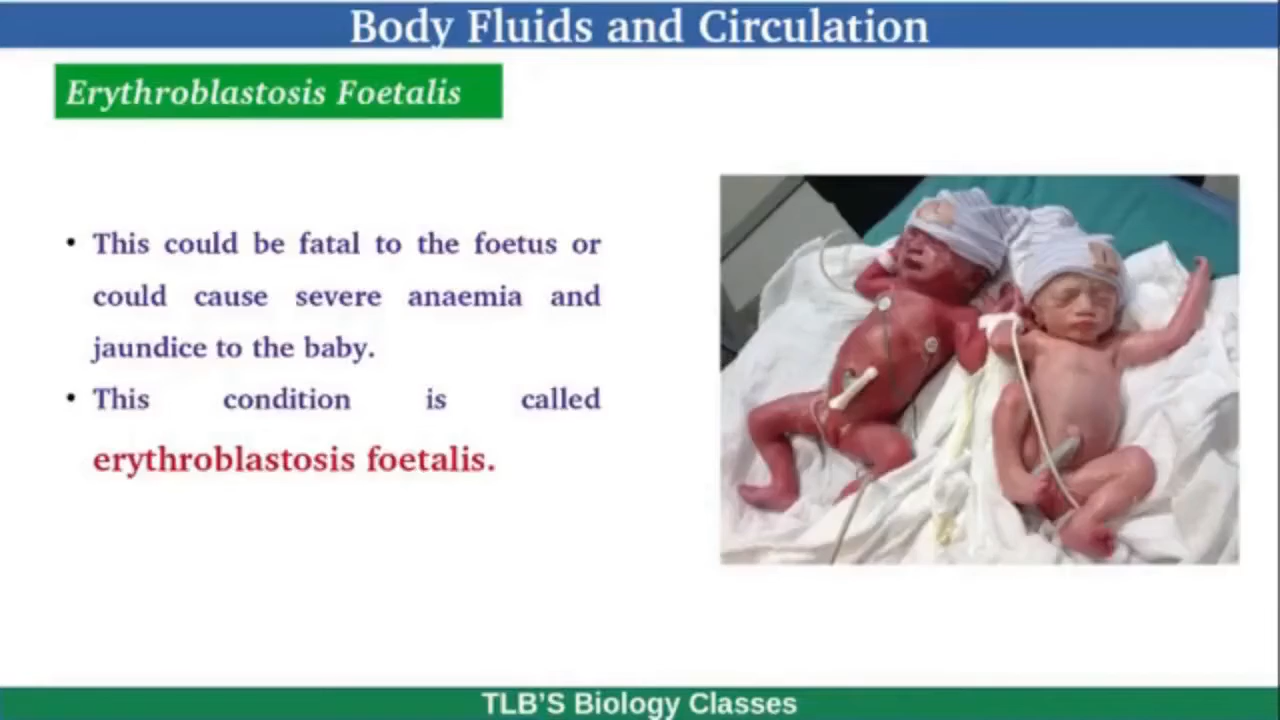 Body Fluids and Circulation
Erythroblastosis Foetalis
• This could be fatal to the foetus or
could cause severe anaemia and
jaundice to the baby.
• This condition is called
erythroblastosis foetalis.
TLB'S Biology Classes